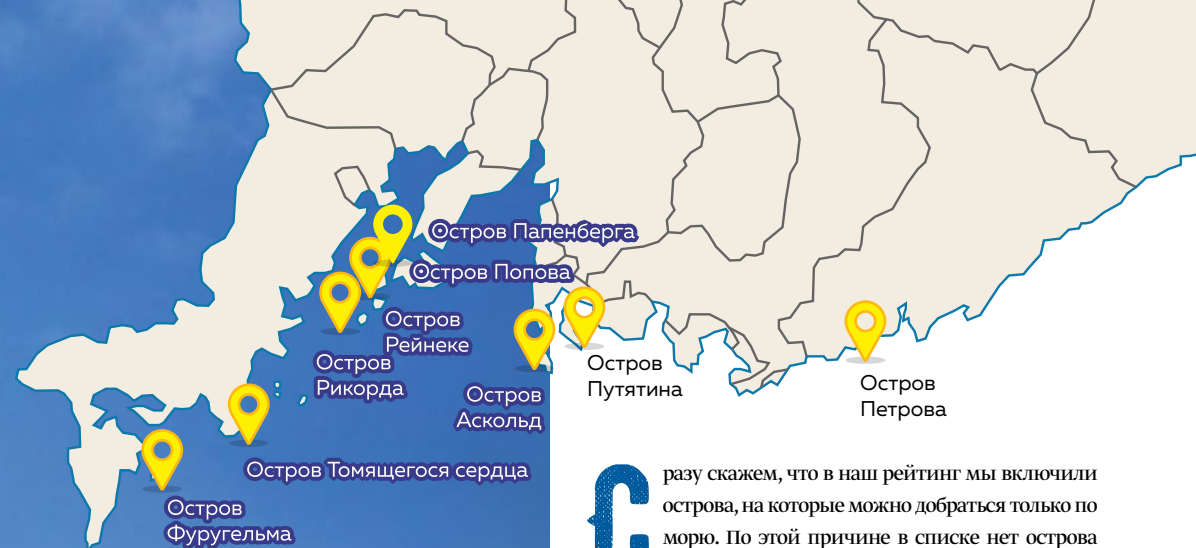 Остров Папенберга
Остров Попова
Остров
Рейнеке
Остров
Рикорда
Остров
Аскольд
Остров
Путятина
Остров
Петрова
Остров Томящегося сердца
Остров
Фуругельма
Сразу скажем, что в наш рейтинг мы включили
острова, на которые можно добраться только по
морю. По этой причине в списке нет острова